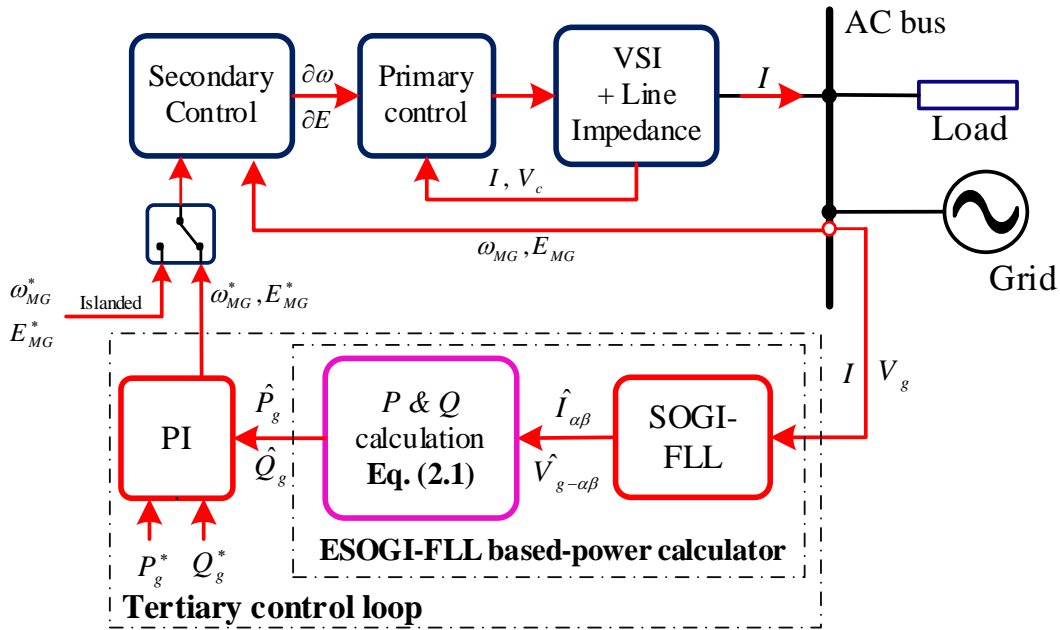 AC bus
Secondary
Control
∂ω
∂E
Primary
control
VSI
+ Line
Impedance
I
Load
I, V_c
ω_MG, E_MG
Grid
ω*_MG
E*_MG
Islanded
ω*_MG, E*_MG
I
V_g
PI
P̂_g
Q̂_g
P & Q
calculation
Eq. (2.1)
Î_αβ
V̂_g-αβ
SOGI-
FLL
P*_g
Q*_g
ESOGI-FLL based-power calculator
Tertiary control loop